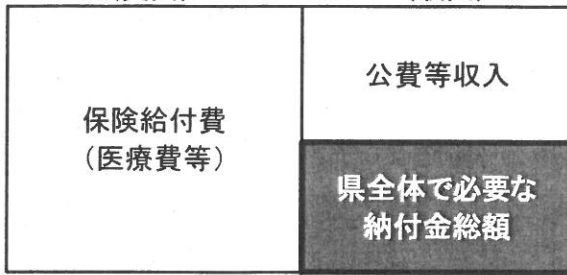 保険給付費
(医療費等)
公費等収入
県全体で必要な
納付金総額